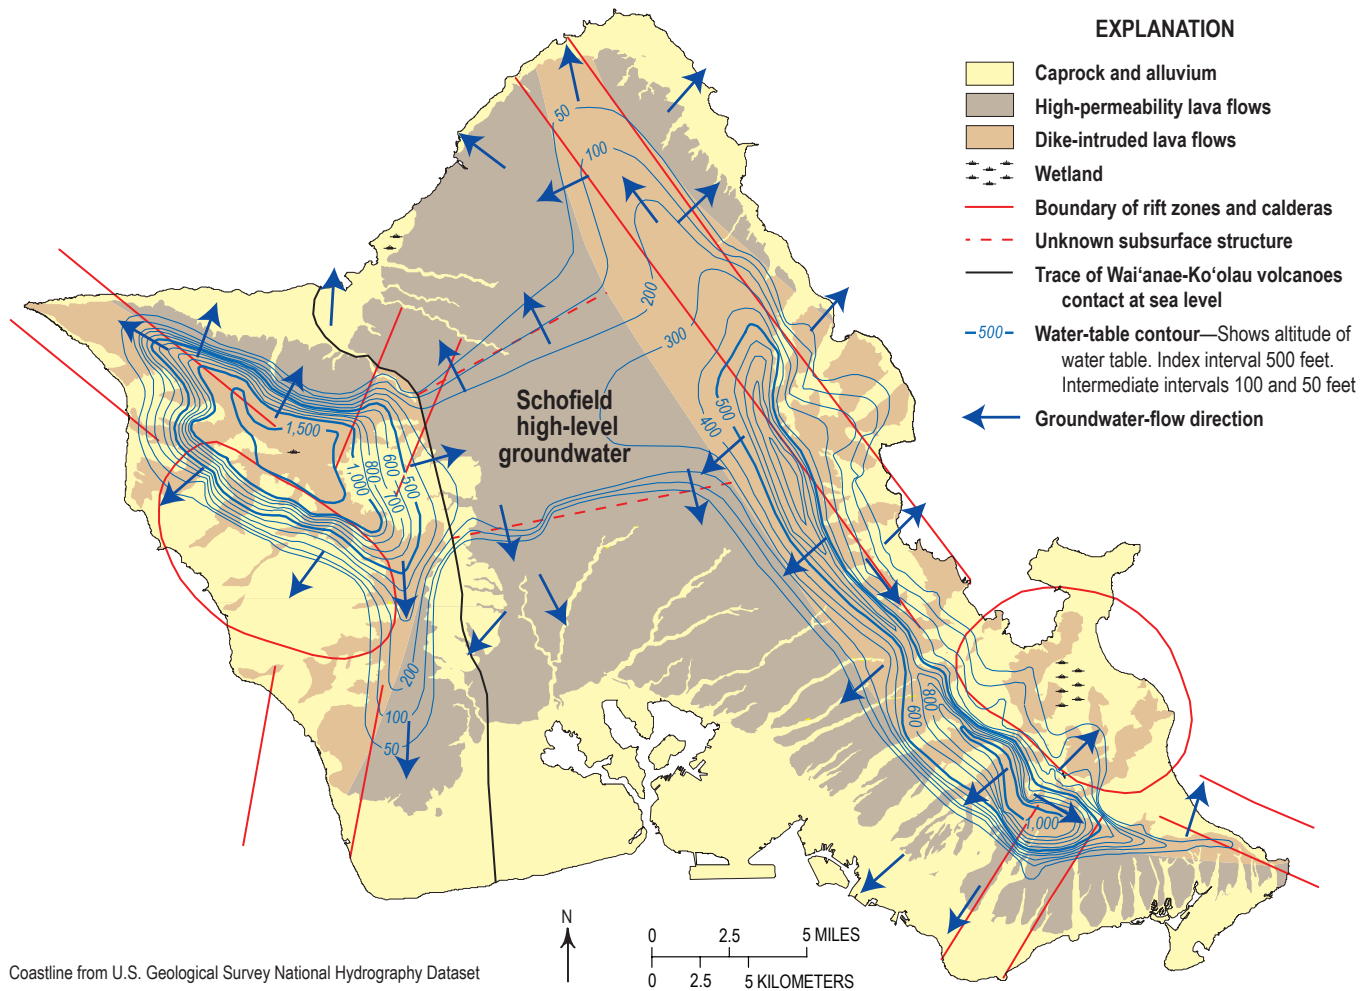 EXPLANATION
Caprock and alluvium
High-permeability lava flows
Dike-intruded lava flows
Wetland
Boundary of rift zones and calderas
Unknown subsurface structure
Trace of Wai‘anae-Ko‘olau volcanoes
contact at sea level
500
Water-table contour—Shows altitude of
water table. Index interval 500 feet.
Intermediate intervals 100 and 50 feet
Groundwater-flow direction
50
100
200
300
400
500
Schofield
high-level
groundwater
1,500
1,000
800
700
600
500
200
100
50
800
600
1,000
N
0 2.5 5 MILES
0 2.5 5 KILOMETERS
Coastline from U.S. Geological Survey National Hydrography Dataset